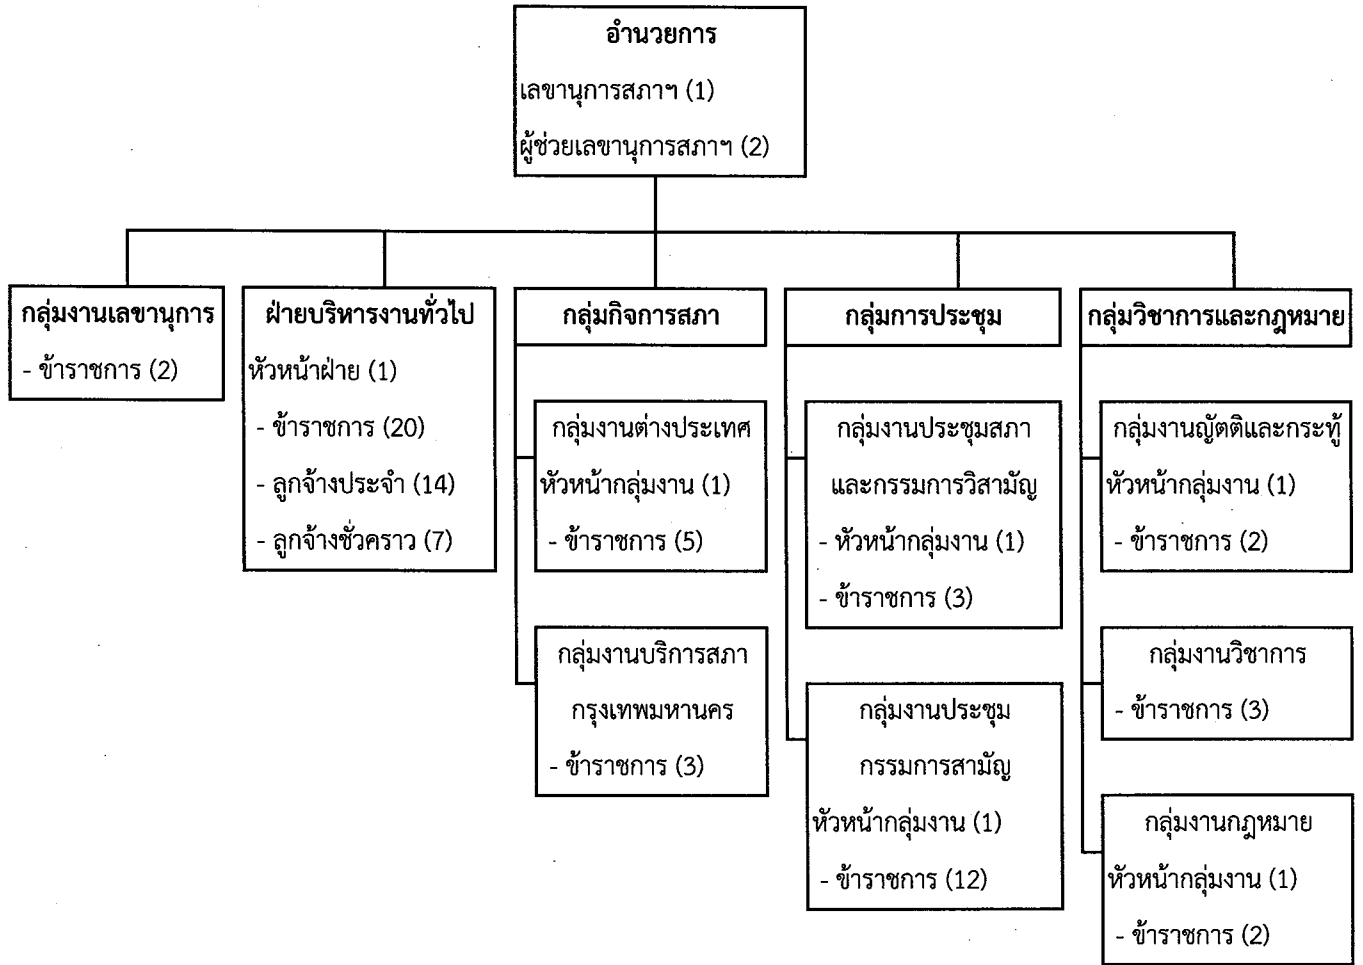 อำนวยการ
เลขานุการสภาฯ (1)
ผู้ช่วยเลขานุการสภาฯ (2)
กลุ่มงานเลขานุการ
- ข้าราชการ (2)
ฝ่ายบริหารงานทั่วไป
หัวหน้าฝ่าย (1)
- ข้าราชการ (20)
- ลูกจ้างประจำ (14)
- ลูกจ้างชั่วคราว (7)
กลุ่มกิจการสภา
กลุ่มงานต่างประเทศ
หัวหน้ากลุ่มงาน (1)
- ข้าราชการ (5)
กลุ่มงานบริการสภา
กรุงเทพมหานคร
- ข้าราชการ (3)
กลุ่มการประชุม
กลุ่มงานประชุมสภา
และกรรมการวิสามัญ
- หัวหน้ากลุ่มงาน (1)
- ข้าราชการ (3)
กลุ่มงานประชุม
กรรมการสามัญ
หัวหน้ากลุ่มงาน (1)
- ข้าราชการ (12)
กลุ่มวิชาการและกฎหมาย
กลุ่มงานญัตติและกระทู้
หัวหน้ากลุ่มงาน (1)
- ข้าราชการ (2)
กลุ่มงานวิชาการ
- ข้าราชการ (3)
กลุ่มงานกฎหมาย
หัวหน้ากลุ่มงาน (1)
- ข้าราชการ (2)